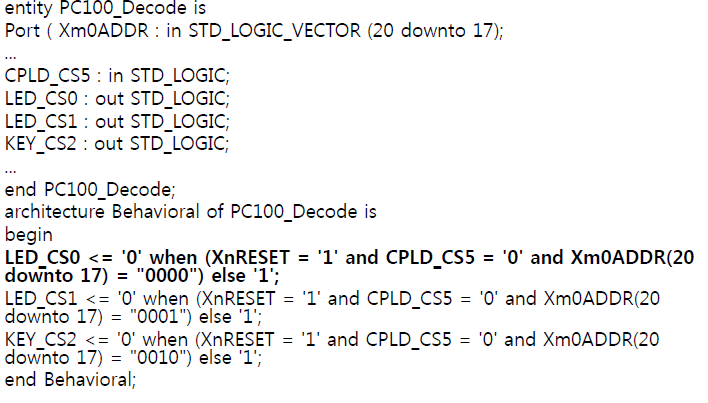 entity PC100_Decode is
Port ( Xm0ADDR : in STD_LOGIC_VECTOR (20 downto 17);
...
CPLD_CS5 : in STD_LOGIC;
LED_CS0 : out STD_LOGIC;
LED_CS1 : out STD_LOGIC;
KEY_CS2 : out STD_LOGIC;
...
end PC100_Decode;
architecture Behavioral of PC100_Decode is
begin
LED_CS0 <= '0' when (XnRESET = '1' and CPLD_CS5 = '0' and Xm0ADDR(20
downto 17) = "0000") else '1';
LED_CS1 <= '0' when (XnRESET = '1' and CPLD_CS5 = '0' and Xm0ADDR(20
downto 17) = "0001") else '1';
KEY_CS2 <= '0' when (XnRESET = '1' and CPLD_CS5 = '0' and Xm0ADDR(20
downto 17) = "0010") else '1';
end Behavioral;